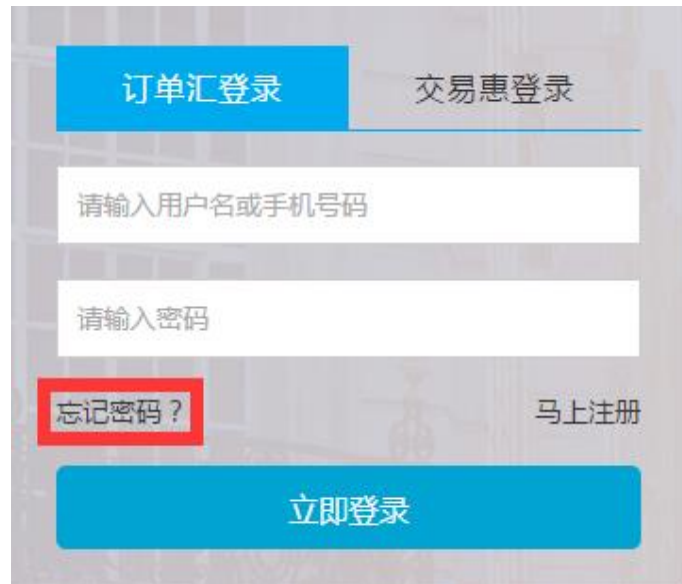 订单汇登录 交易惠登录
请输入用户名或手机号码
请输入密码
忘记密码？ 马上注册
立即登录